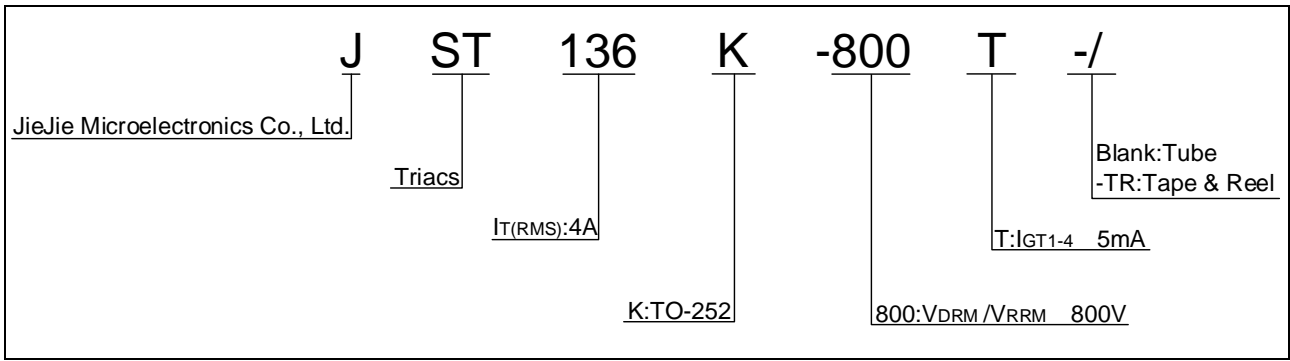 J ST 136 K -800 T -/
JieJie Microelectronics Co., Ltd.
Blank:Tube
-TR:Tape & Reel
Triacs
IT(RMS):4A
T:IGT1-4 5mA
K:TO-252
800:VDRM /VRRM 800V